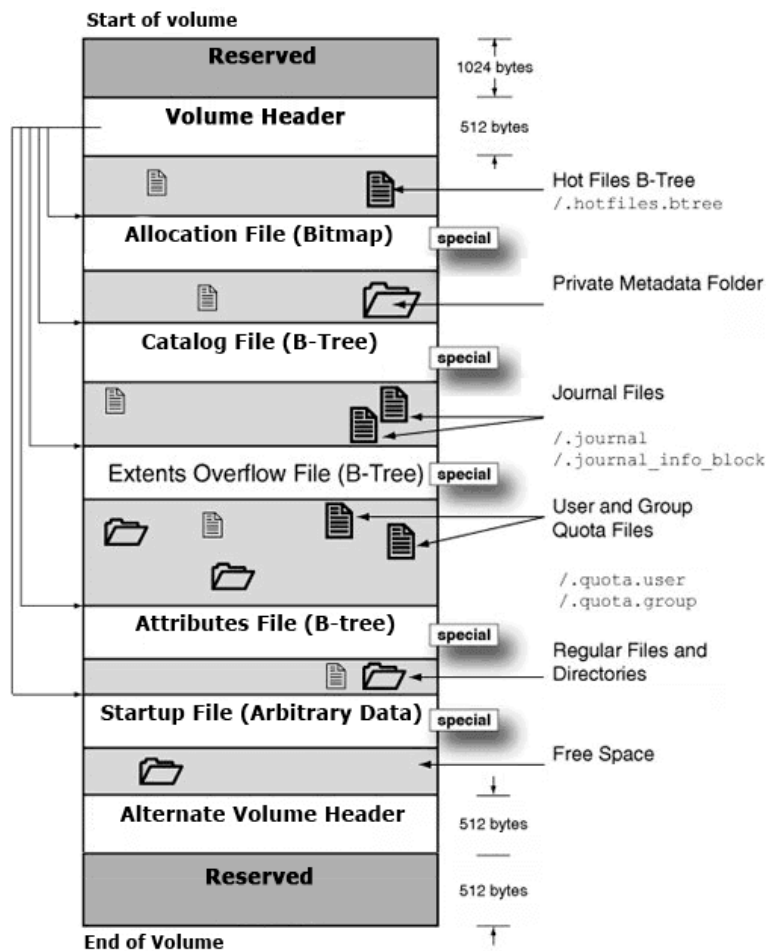 Start of volume
Reserved
1024 bytes
Volume Header
512 bytes
Hot Files B-Tree
/.hotfiles.btree
Allocation File (Bitmap)
special
Private Metadata Folder
Catalog File (B-Tree)
special
Journal Files
/.journal
/.journal_info_block
Extents Overflow File (B-Tree)
special
User and Group
Quota Files
/.quota.user
/.quota.group
Attributes File (B-tree)
special
Regular Files and
Directories
Startup File (Arbitrary Data)
special
Free Space
Alternate Volume Header
512 bytes
Reserved
512 bytes
End of Volume